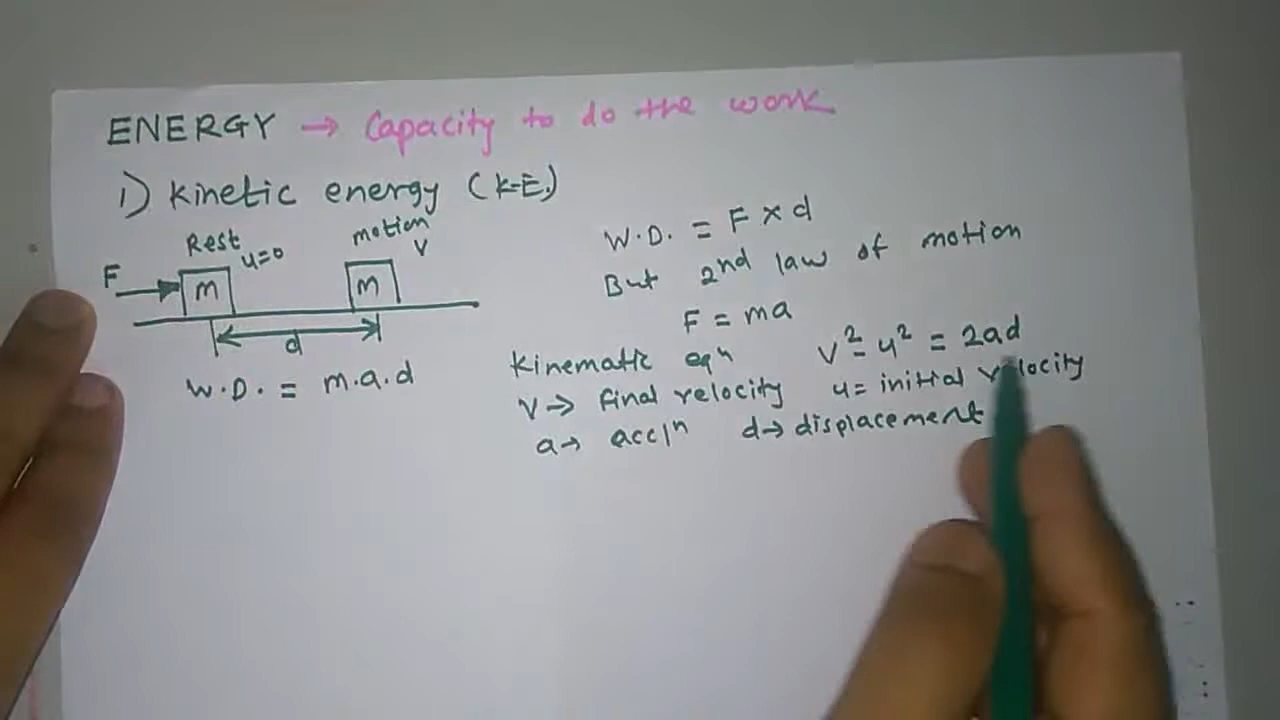 ENERGY → Capacity to do the work
1) Kinetic energy (K.E.)
Rest motion
u=0 v
F m m
d
W.D. = m.a.d
W.D. = F × d
But 2nd law of motion
F = ma
Kinematic eqn v² - u² = 2ad
v → final velocity u = initial velocity
a → accln d → displacement